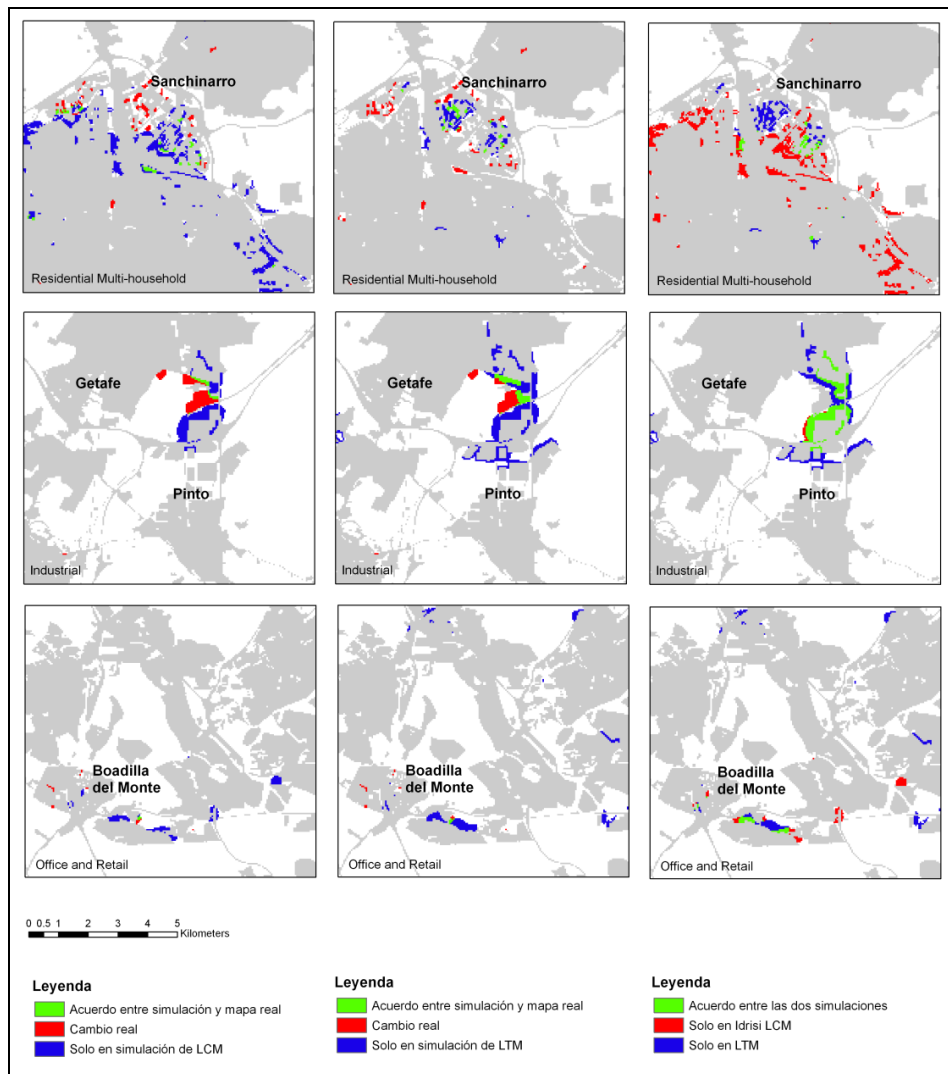 Sanchinarro
Residential Multi-household
Sanchinarro
Residential Multi-household
Sanchinarro
Residential Multi-household
Getafe
Pinto
Industrial
Getafe
Pinto
Industrial
Getafe
Pinto
Industrial
Boadilla
del Monte
Office and Retail
Boadilla
del Monte
Office and Retail
Boadilla
del Monte
Office and Retail
0 0.5 1 2 3 4 5
Kilometers
Leyenda
Acuerdo entre simulación y mapa real
Cambio real
Solo en simulación de LCM
Leyenda
Acuerdo entre simulación y mapa real
Cambio real
Solo en simulación de LTM
Leyenda
Acuerdo entre las dos simulaciones
Solo en Idrisi LCM
Solo en LTM